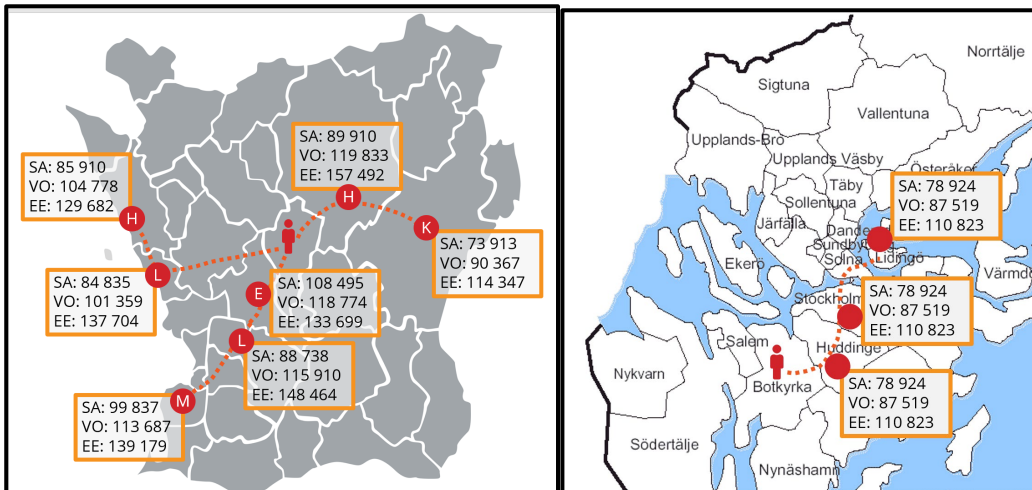 SA: 89 910
VO: 119 833
EE: 157 492
H
SA: 85 910
VO: 104 778
EE: 129 682
H
K
SA: 73 913
VO: 90 367
EE: 114 347
L
SA: 84 835
VO: 101 359
EE: 137 704
E
SA: 108 495
VO: 118 774
EE: 133 699
L
SA: 88 738
VO: 115 910
EE: 148 464
M
SA: 99 837
VO: 113 687
EE: 139 179
Norrtälje
Sigtuna
Vallentuna
Upplands-Bro
Upplands Väsby
Österåker
Täby
Sollentuna
Järfälla
SA: 78 924
VO: 87 519
EE: 110 823
Solna
Lidingö
Ekerö
Värmdö
Stockholm
SA: 78 924
VO: 87 519
EE: 110 823
Salem
Huddinge
Nykvarn
Botkyrka
SA: 78 924
VO: 87 519
EE: 110 823
Södertälje
Nynäshamn